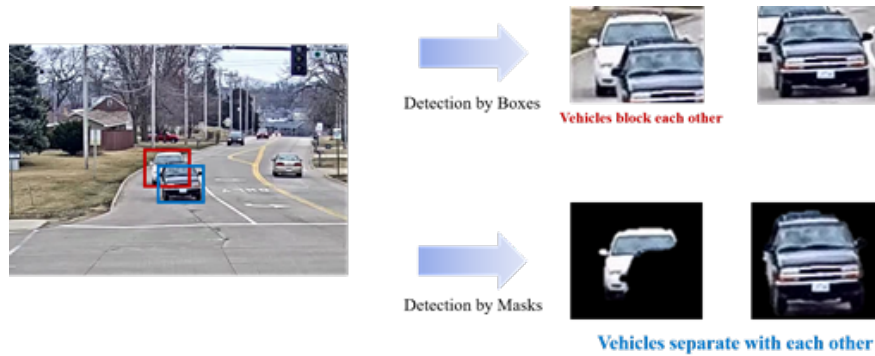 Detection by Boxes
Vehicles block each other
Detection by Masks
Vehicles separate with each other